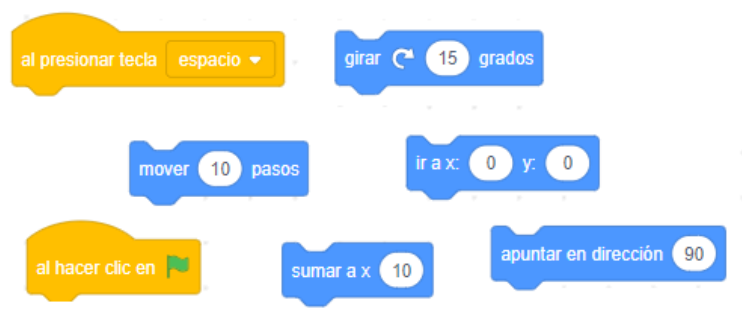 al presionar tecla espacio
girar 15 grados
mover 10 pasos
ir a x: 0 y: 0
al hacer clic en
sumar a x 10
apuntar en dirección 90